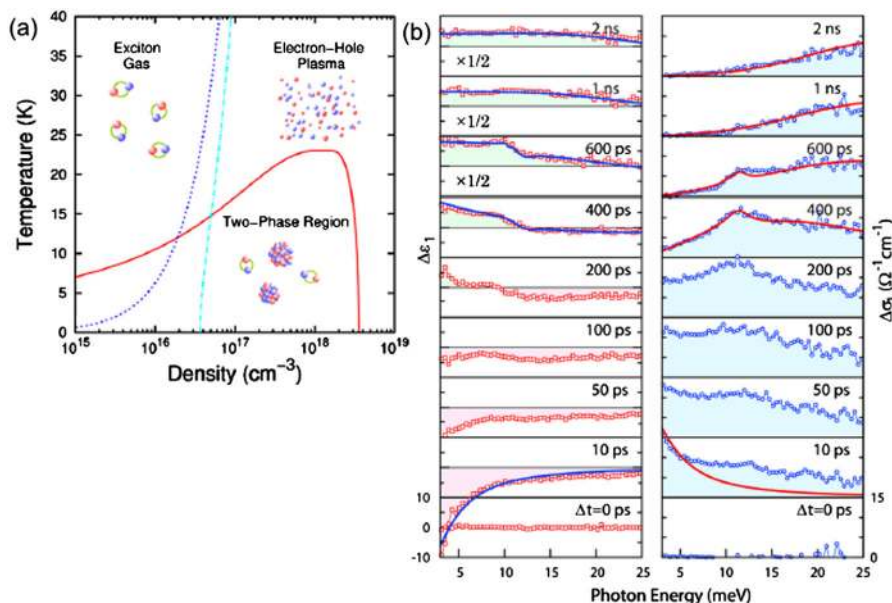 (a)
Temperature (K)
40
35
30
25
20
15
10
5
0
Exciton
Gas
Electron-Hole
Plasma
Two-Phase Region
10^15
10^16
10^17
10^18
10^19
Density (cm⁻³)
(b)
Δε₁
2 ns
×1/2
1 ns
×1/2
600 ps
×1/2
400 ps
200 ps
100 ps
50 ps
10 ps
Δt=0 ps
10
0
-10
3
5
10
15
20
25
2 ns
1 ns
600 ps
400 ps
200 ps
100 ps
50 ps
10 ps
Δt=0 ps
15
0
3
5
10
15
20
25
Photon Energy (meV)
(Ω⁻¹cm⁻¹)